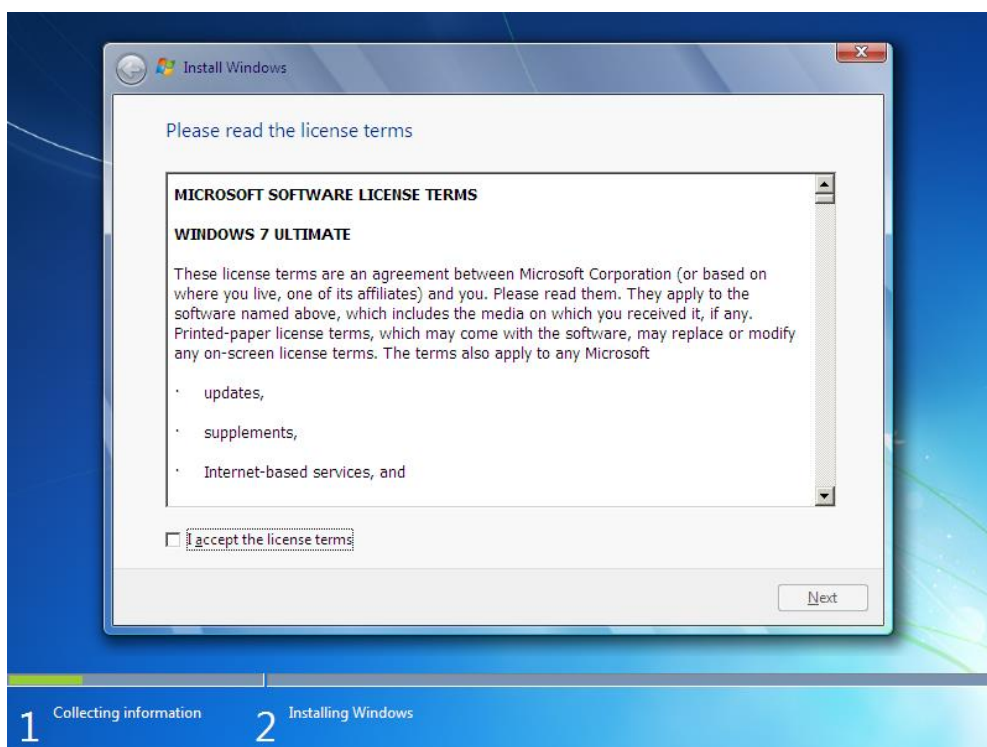 Install Windows
Please read the license terms
MICROSOFT SOFTWARE LICENSE TERMS
WINDOWS 7 ULTIMATE
These license terms are an agreement between Microsoft Corporation (or based on
where you live, one of its affiliates) and you. Please read them. They apply to the
software named above, which includes the media on which you received it, if any.
Printed-paper license terms, which may come with the software, may replace or modify
any on-screen license terms. The terms also apply to any Microsoft
· updates,
· supplements,
· Internet-based services, and
I accept the license terms
Next
1 Collecting information
2 Installing Windows